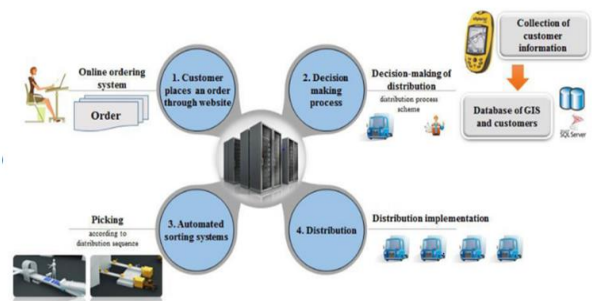 Collection of
customer
information
Online ordering
system
Order
1. Customer
places an order
through website
2. Decision
making
process
Decision-making of
distribution
distribution process
scheme
Database of GIS
and customers
SQL Server
Picking
according to
distribution sequence
3. Automated
sorting systems
4. Distribution
Distribution implementation